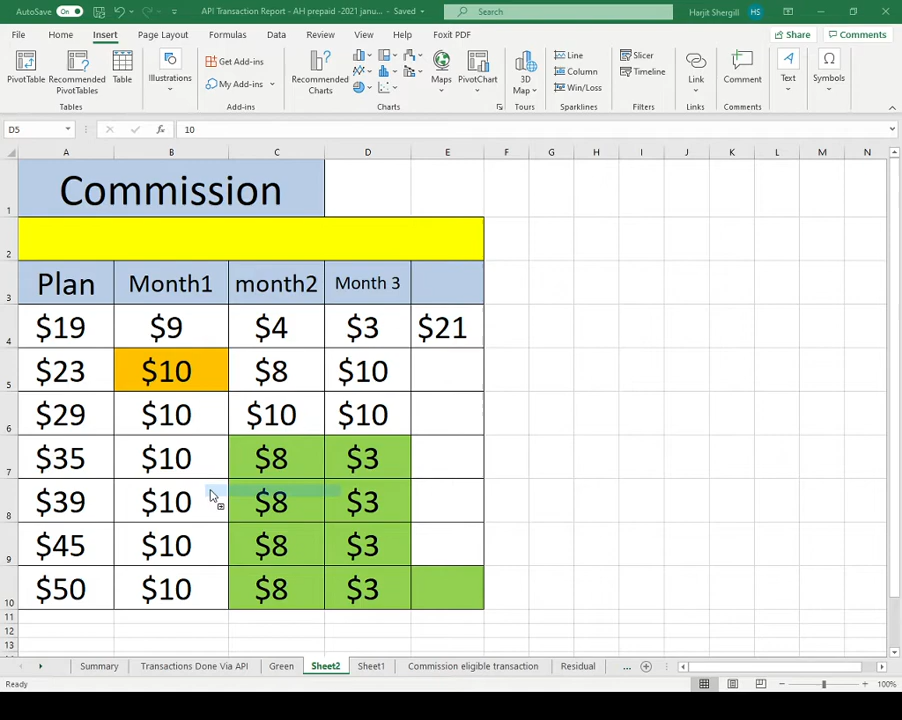 AutoSave On API Transaction Report - AH prepaid -2021 janu... - Saved Search Harjit Shergill HS
File Home Insert Page Layout Formulas Data Review View Help Foxit PDF Share Comments
PivotTable Recommended PivotTables Table Illustrations Get Add-ins My Add-ins Recommended Charts Maps PivotChart 3D Map Line Column Win/Loss Slicer Timeline Link Comment Text Symbols
Tables Add-ins Charts Tours Sparklines Filters Links Comments
D5 fx 10
A B C D E F G H I J K L M N
1 Commission
2
3 Plan Month1 month2 Month 3
4 $19 $9 $4 $3 $21
5 $23 $10 $8 $10
6 $29 $10 $10 $10
7 $35 $10 $8 $3
8 $39 $10 $8 $3
9 $45 $10 $8 $3
10 $50 $10 $8 $3
11
12
13
Summary Transactions Done Via API Green Sheet2 Sheet1 Commission eligible transaction Residual ...
Ready 100%